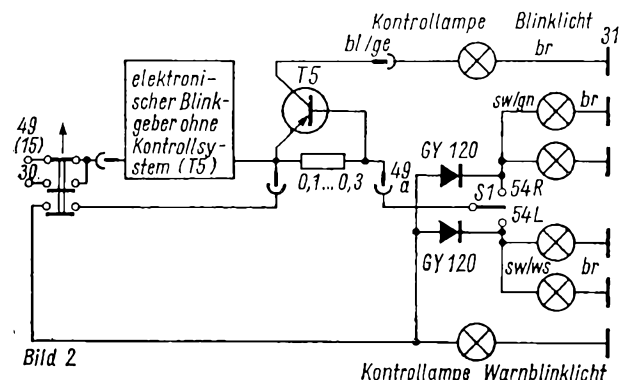 Kontrollampe
Blinklicht
bl/ge
br
31
T5
elektroni-
scher Blink-
geber ohne
Kontrollsy-
stem (T5)
sw/gn
br
49
(15)
30
GY 120
49
a
0,1...0,3
S1
54R
54L
GY 120
sw/ws
br
Bild 2
Kontrollampe Warnblinklicht